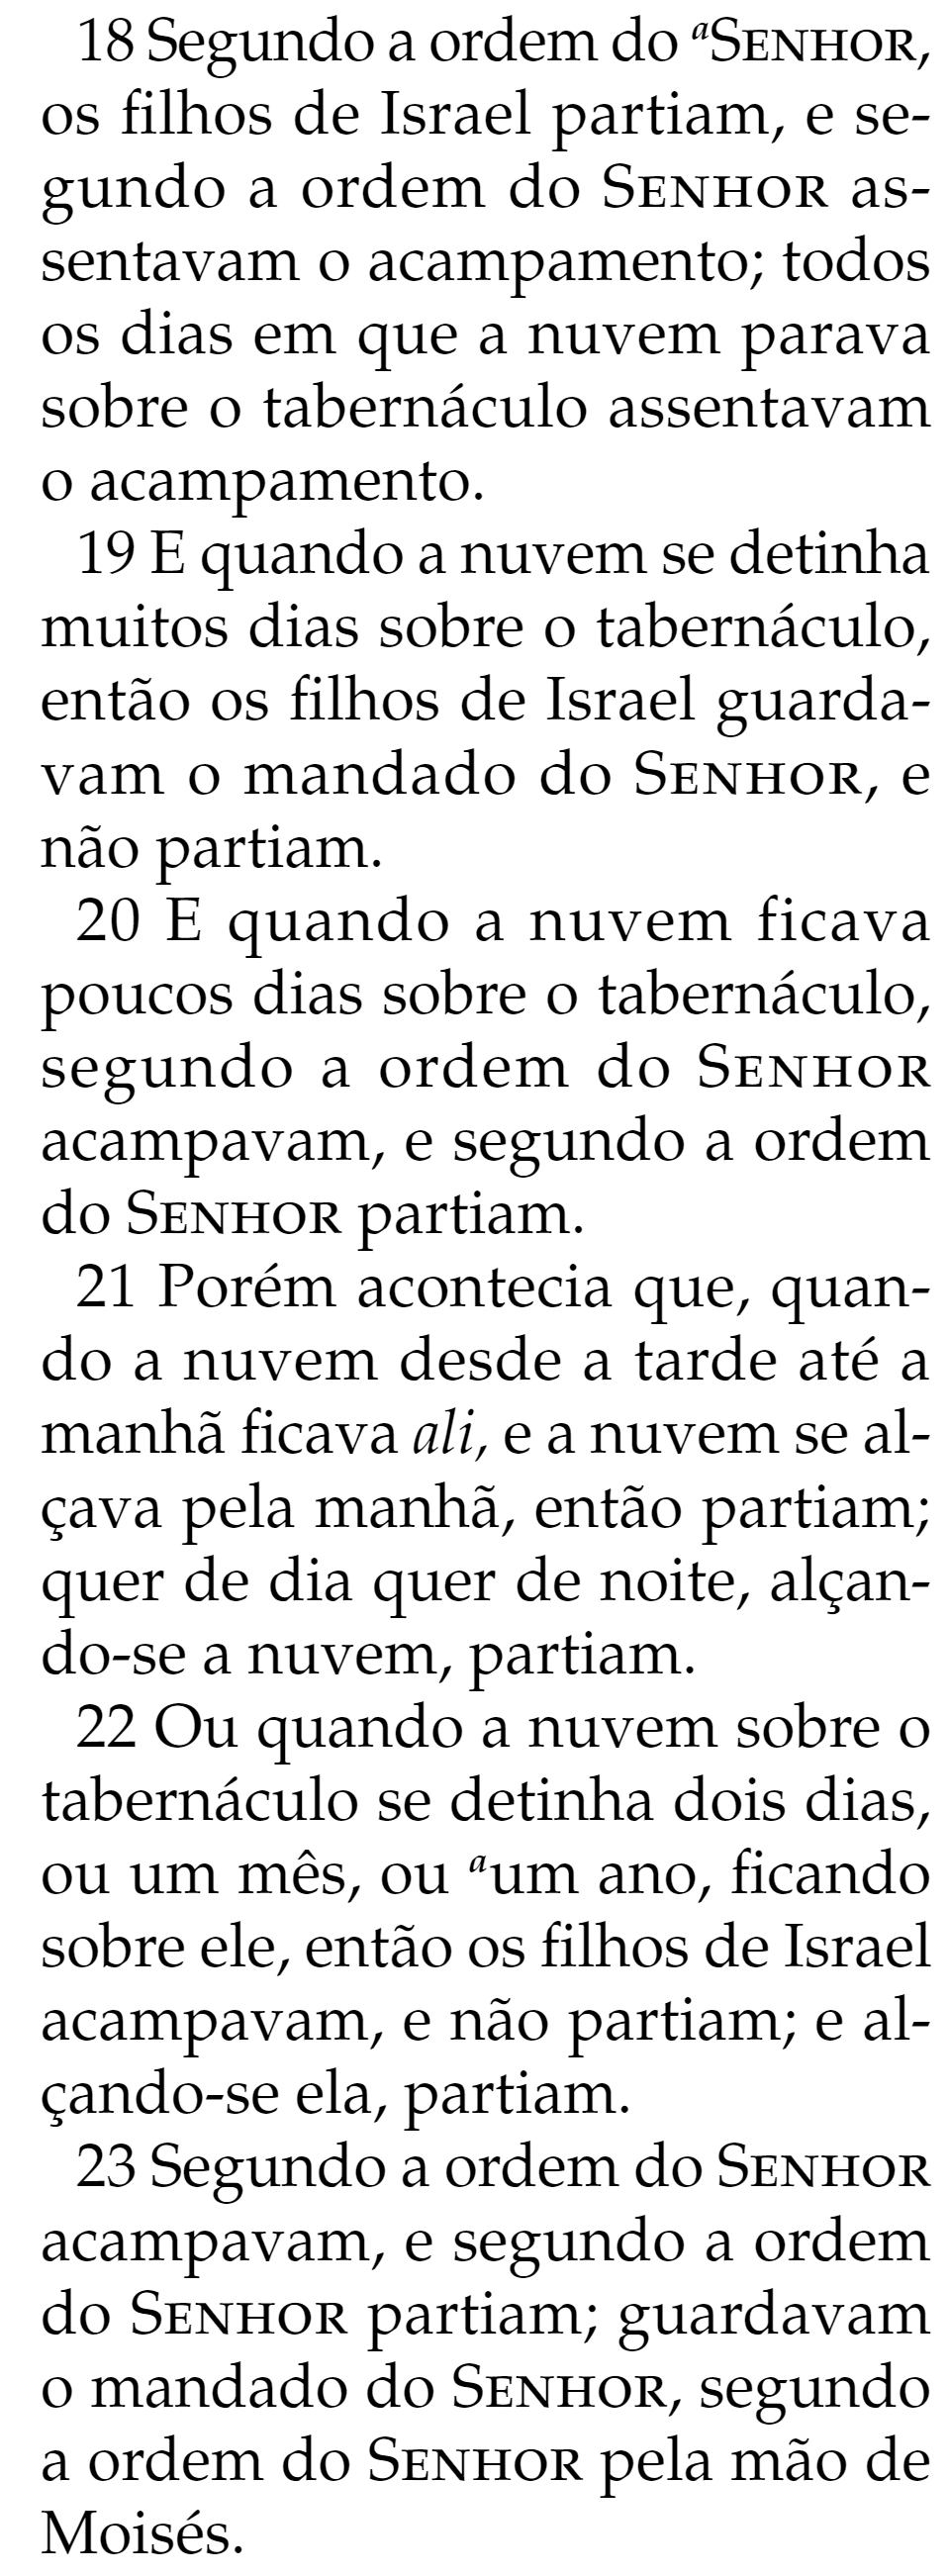 18 Segundo a ordem do ᵃSENHOR,
os filhos de Israel partiam, e se-
gundo a ordem do SENHOR as-
sentavam o acampamento; todos
os dias em que a nuvem parava
sobre o tabernáculo assentavam
o acampamento.
19 E quando a nuvem se detinha
muitos dias sobre o tabernáculo,
então os filhos de Israel guarda-
vam o mandado do SENHOR, e
não partiam.
20 E quando a nuvem ficava
poucos dias sobre o tabernáculo,
segundo a ordem do SENHOR
acampavam, e segundo a ordem
do SENHOR partiam.
21 Porém acontecia que, quan-
do a nuvem desde a tarde até a
manhã ficava ali, e a nuvem se al-
çava pela manhã, então partiam;
quer de dia quer de noite, alçan-
do-se a nuvem, partiam.
22 Ou quando a nuvem sobre o
tabernáculo se detinha dois dias,
ou um mês, ou ᵃum ano, ficando
sobre ele, então os filhos de Israel
acampavam, e não partiam; e al-
çando-se ela, partiam.
23 Segundo a ordem do SENHOR
acampavam, e segundo a ordem
do SENHOR partiam; guardavam
o mandado do SENHOR, segundo
a ordem do SENHOR pela mão de
Moisés.